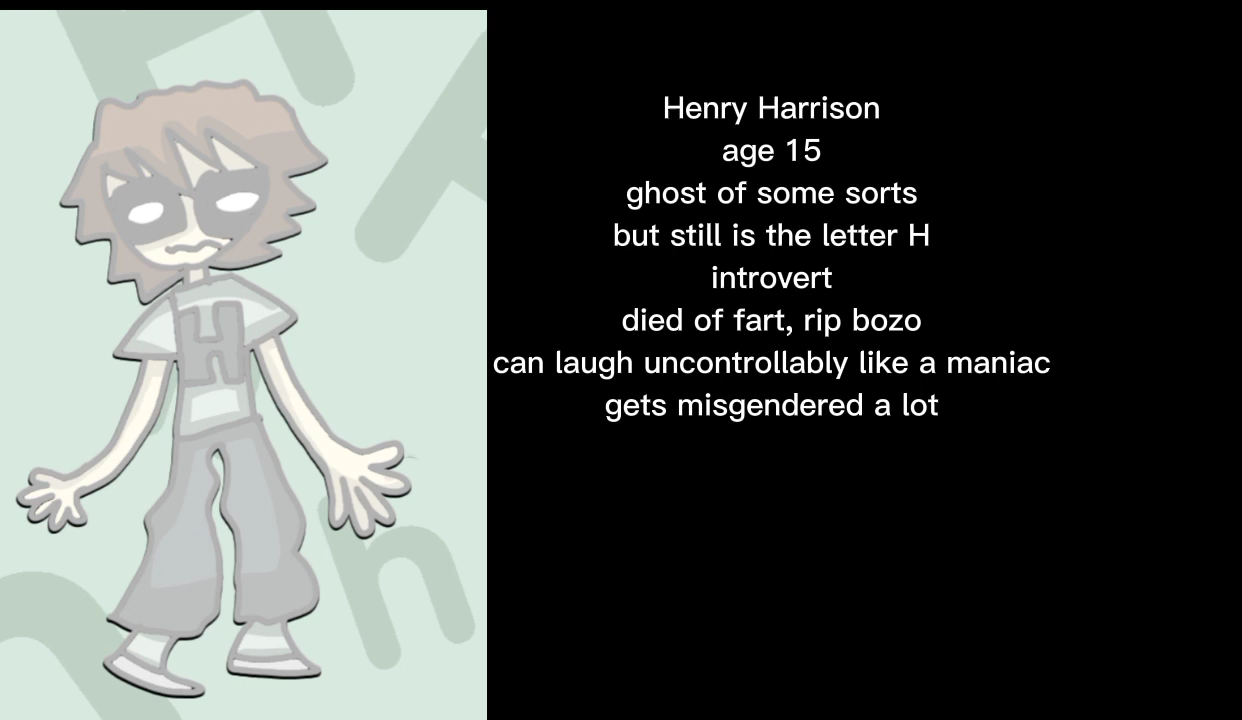 Henry Harrison
age 15
ghost of some sorts
but still is the letter H
introvert
died of fart, rip bozo
can laugh uncontrollably like a maniac
gets misgendered a lot
H
H
A
h
h